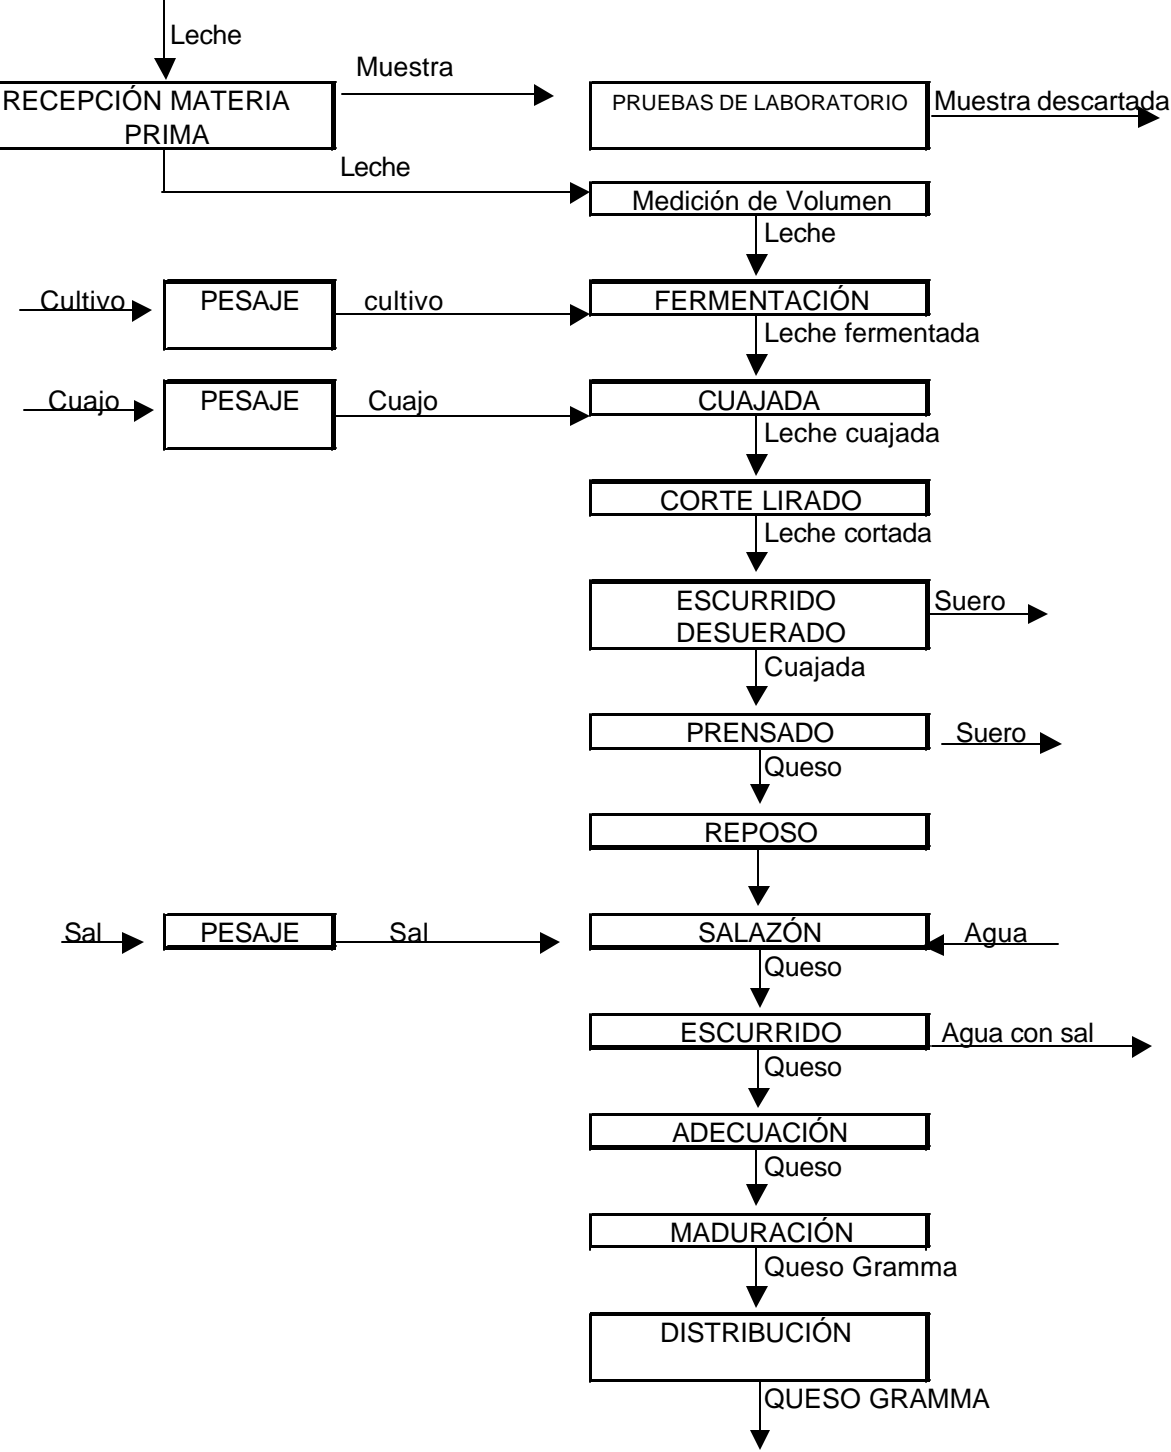 Leche
Muestra
RECEPCIÓN MATERIA
PRIMA
PRUEBAS DE LABORATORIO
Muestra descartada
Leche
Medición de Volumen
Leche
Cultivo
PESAJE
cultivo
FERMENTACIÓN
Leche fermentada
Cuajo
PESAJE
Cuajo
CUAJADA
Leche cuajada
CORTE LIRADO
Leche cortada
ESCURRIDO
DESUERADO
Suero
Cuajada
PRENSADO
Suero
Queso
REPOSO
Sal
PESAJE
Sal
SALAZÓN
Agua
Queso
ESCURRIDO
Agua con sal
Queso
ADECUACIÓN
Queso
MADURACIÓN
Queso Gramma
DISTRIBUCIÓN
QUESO GRAMMA